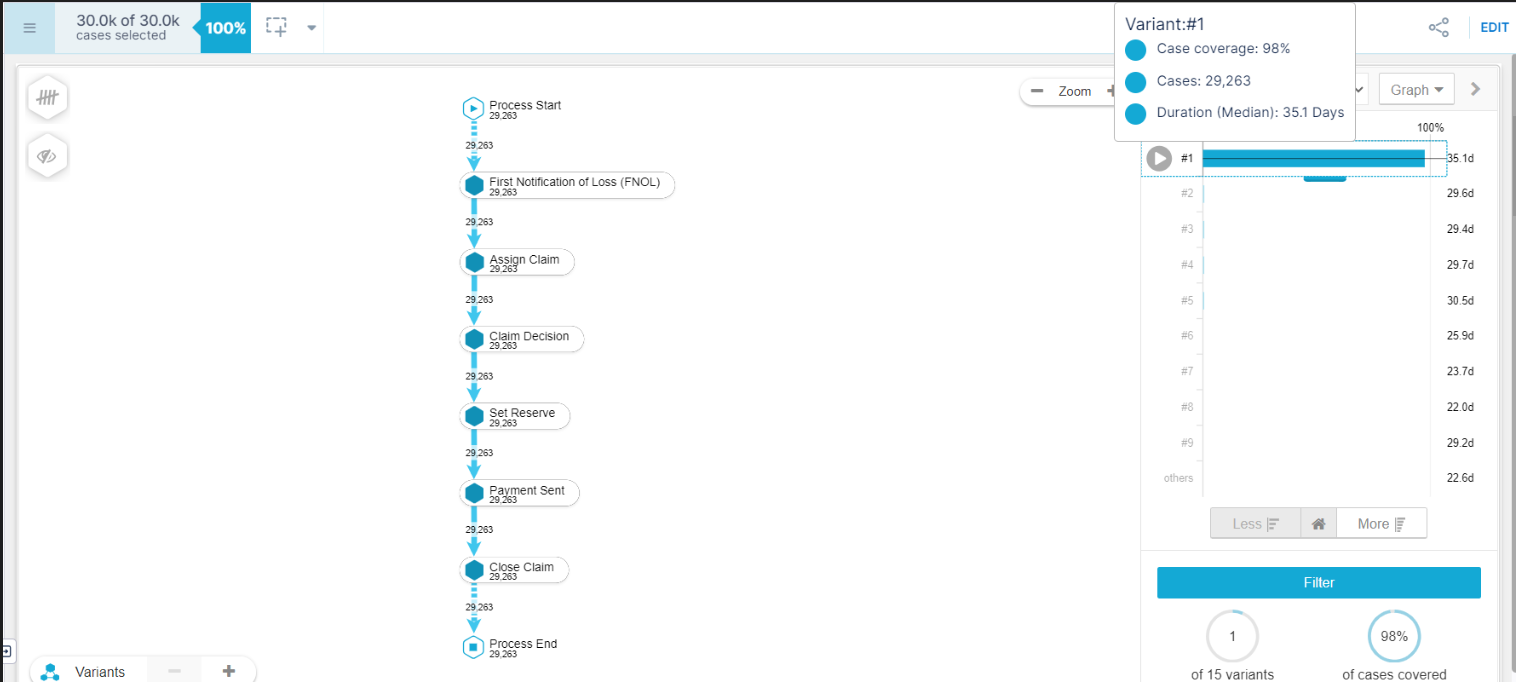 30.0k of 30.0k
cases selected
100%
EDIT
Variant:#1
Case coverage: 98%
Cases: 29,263
Duration (Median): 35.1 Days
Zoom
Graph
Process Start
29,263
29,263
First Notification of Loss (FNOL)
29,263
29,263
Assign Claim
29,263
29,263
Claim Decision
29,263
29,263
Set Reserve
29,263
29,263
Payment Sent
29,263
29,263
Close Claim
29,263
29,263
Process End
29,263
Variants
100%
#1 35.1d
#2 29.6d
#3 29.4d
#4 29.7d
#5 30.5d
#6 25.9d
#7 23.7d
#8 22.0d
#9 29.2d
others 22.6d
Less More
Filter
1 98%
of 15 variants of cases covered